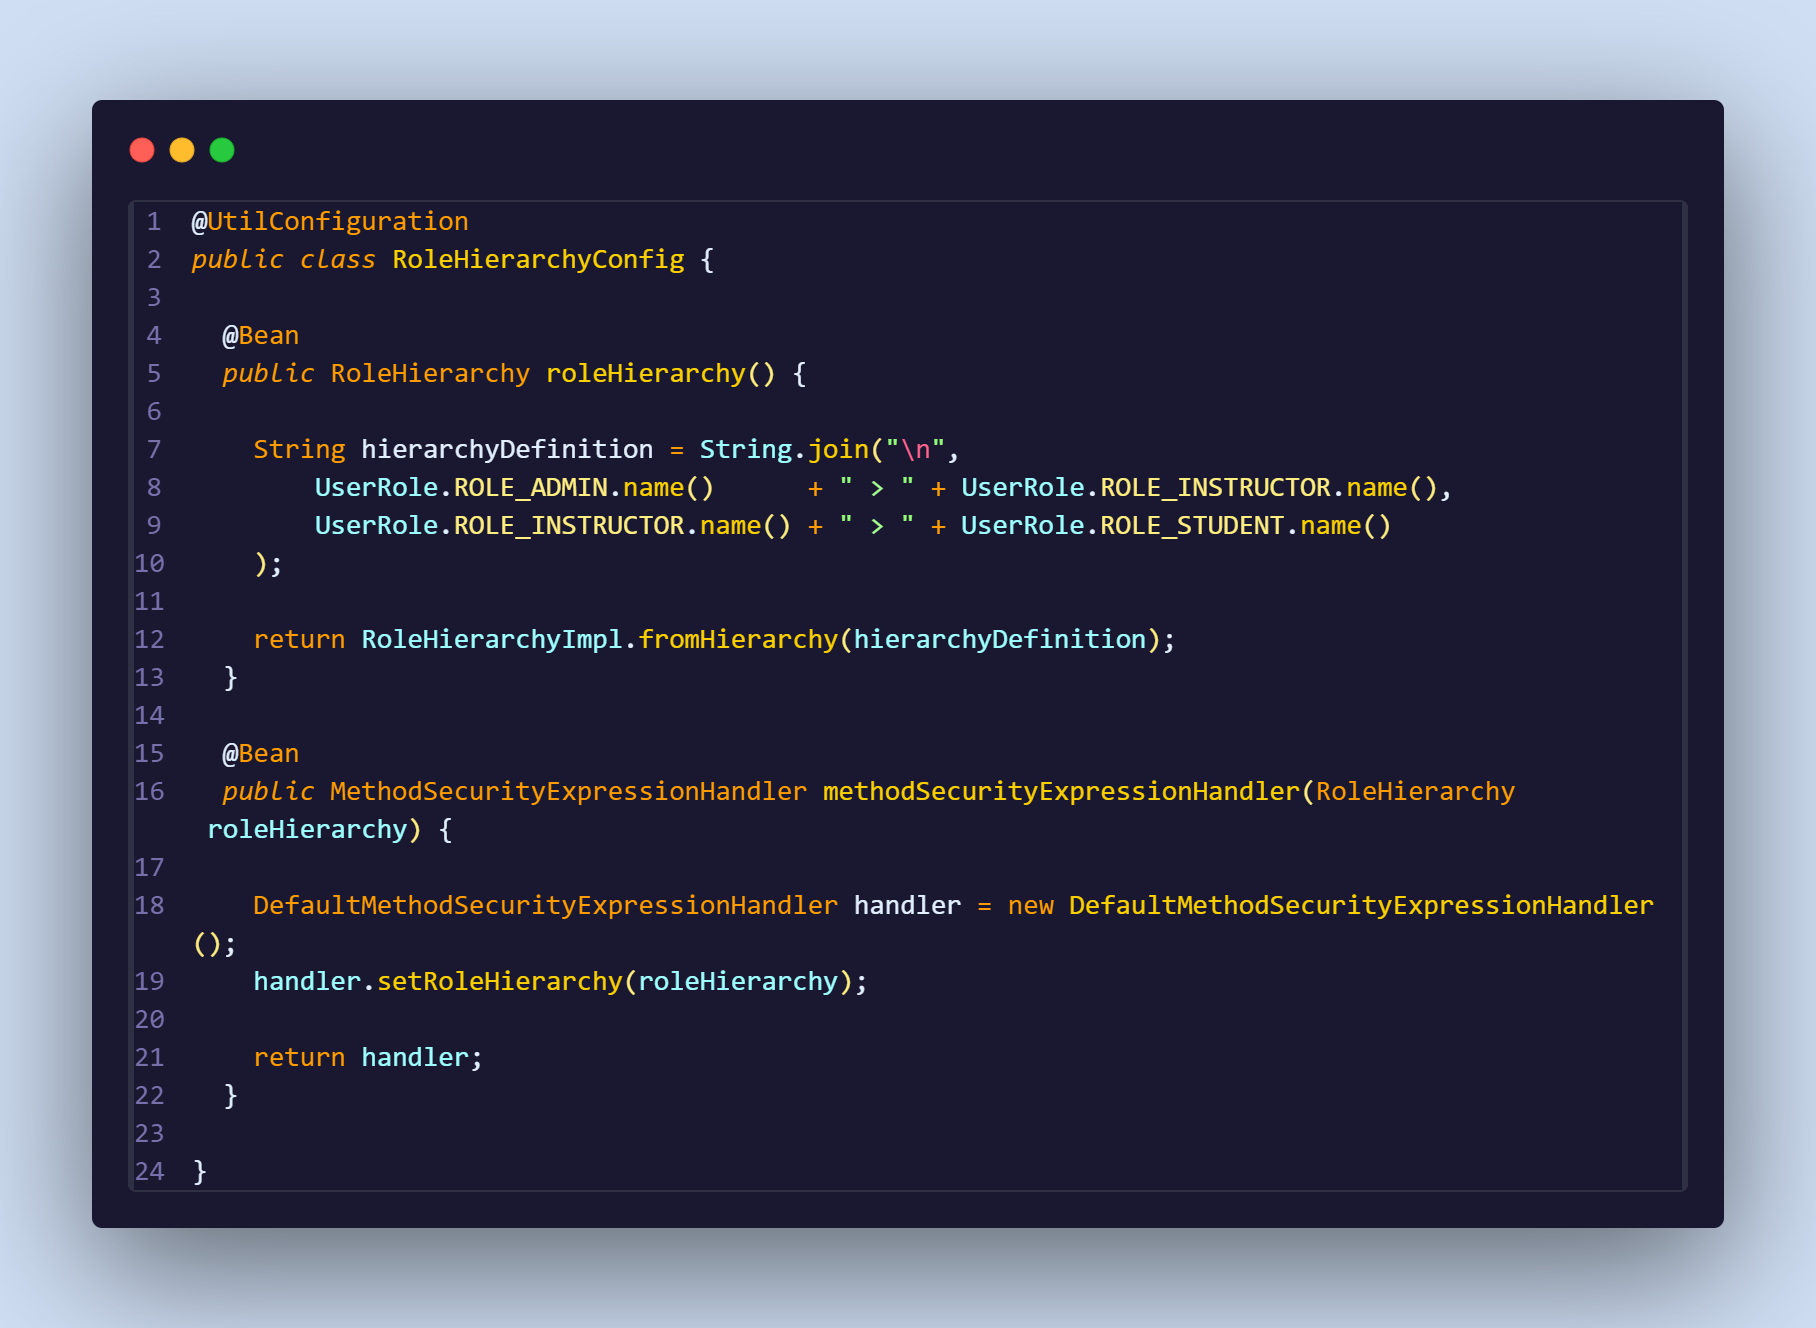 1 @UtilConfiguration
2 public class RoleHierarchyConfig {
3
4   @Bean
5   public RoleHierarchy roleHierarchy() {
6
7     String hierarchyDefinition = String.join("\n",
8         UserRole.ROLE_ADMIN.name()      + " > " + UserRole.ROLE_INSTRUCTOR.name(),
9         UserRole.ROLE_INSTRUCTOR.name() + " > " + UserRole.ROLE_STUDENT.name()
10     );
11
12     return RoleHierarchyImpl.fromHierarchy(hierarchyDefinition);
13   }
14
15   @Bean
16   public MethodSecurityExpressionHandler methodSecurityExpressionHandler(RoleHierarchy
roleHierarchy) {
17
18     DefaultMethodSecurityExpressionHandler handler = new DefaultMethodSecurityExpressionHandler
();
19     handler.setRoleHierarchy(roleHierarchy);
20
21     return handler;
22   }
23
24 }